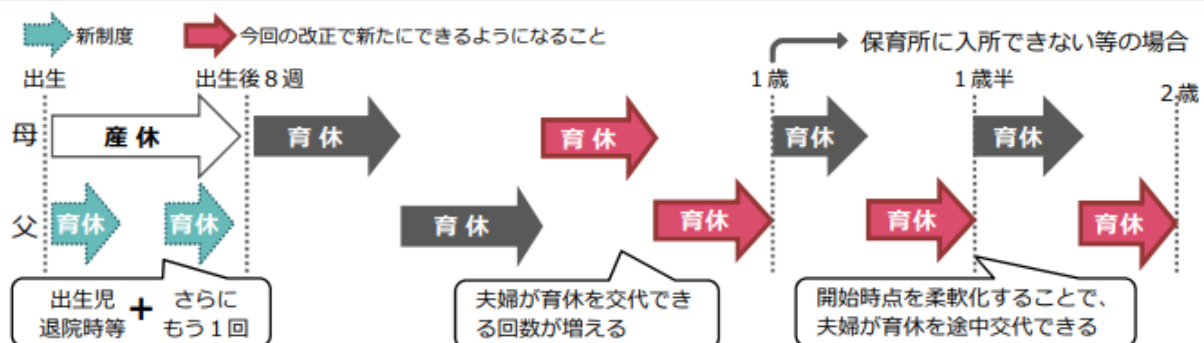 新制度
今回の改正で新たにできるようになること
保育所に入所できない等の場合
出生
出生後８週
１歳
１歳半
２歳
母
産休
育休
育休
育休
育休
父
育休
育休
育休
育休
育休
育休
出生児
退院時等
+
さらに
もう１回
夫婦が育休を交代でき
る回数が増える
開始時点を柔軟化することで、
夫婦が育休を途中交代できる